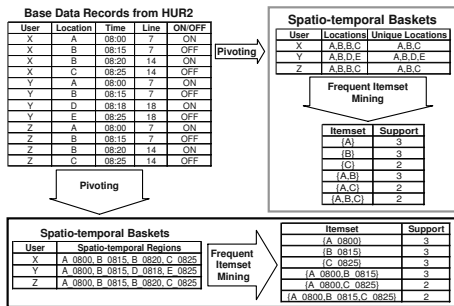 Base Data Records from HUR2
User Location Time Line ON/OFF
X A 08:00 7 ON
X B 08:15 7 OFF
X B 08:20 14 ON
X C 08:25 14 OFF
Y A 08:00 7 ON
Y B 08:15 7 OFF
Y D 08:18 18 ON
Y E 08:25 18 OFF
Z A 08:00 7 ON
Z B 08:15 7 OFF
Z B 08:20 14 ON
Z C 08:25 14 OFF
Pivoting
Spatio-temporal Baskets
User Locations Unique Locations
X A,B,B,C A,B,C
Y A,B,D,E A,B,D,E
Z A,B,B,C A,B,C
Frequent Itemset
Mining
Itemset Support
{A} 3
{B} 3
{C} 2
{A,B} 3
{A,C} 2
{A,B,C} 2
Pivoting
Spatio-temporal Baskets
User Spatio-temporal Regions
X A_0800, B_0815, B_0820, C_0825
Y A_0800, B_0815, D_0818, E_0825
Z A_0800, B_0815, B_0820, C_0825
Frequent
Itemset
Mining
Itemset Support
{A_0800} 3
{B_0815} 3
{C_0825} 2
{A_0800,B_0815} 3
{A_0800,C_0825} 2
{A_0800,B_0815,C_0825} 2